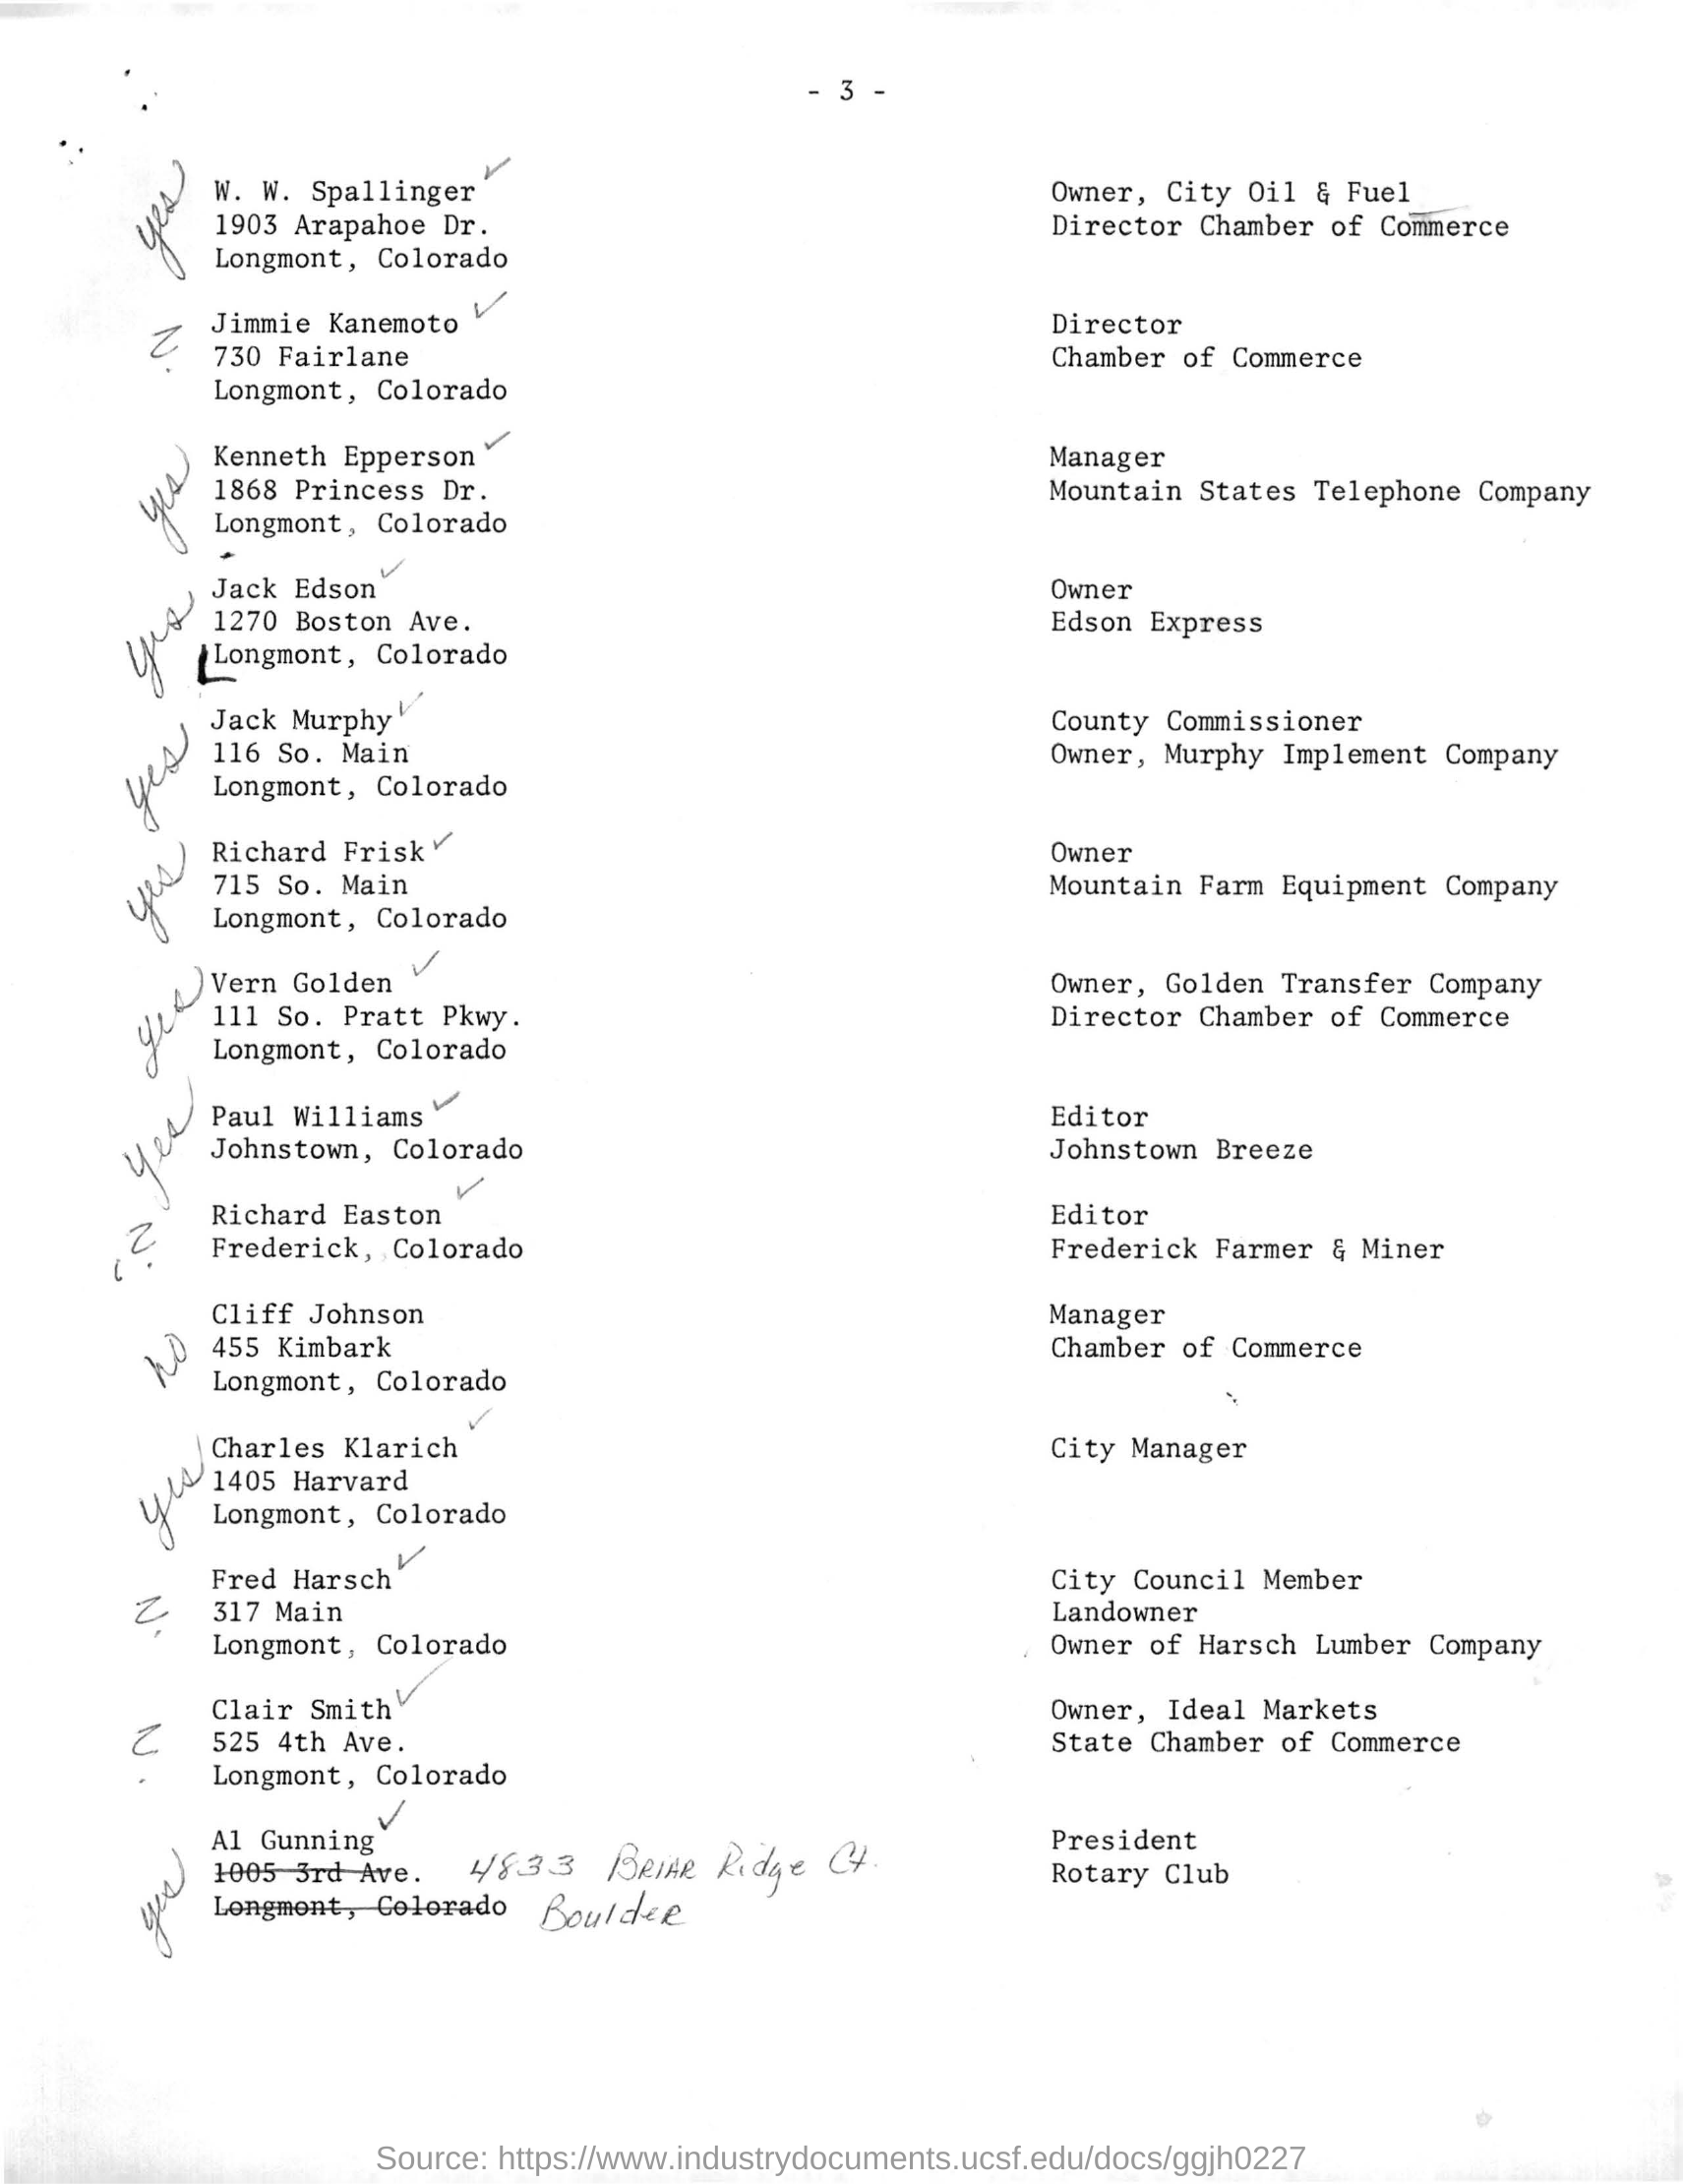 - 3 -
yes
W. W. Spallinger ✓ Owner, City Oil & Fuel
1903 Arapahoe Dr. Director Chamber of Commerce
Longmont, Colorado
?
Jimmie Kanemoto ✓ Director
730 Fairlane Chamber of Commerce
Longmont, Colorado
yes
Kenneth Epperson ✓ Manager
1868 Princess Dr. Mountain States Telephone Company
Longmont, Colorado
yes
Jack Edson ✓ Owner
1270 Boston Ave. Edson Express
Longmont, Colorado
yes
Jack Murphy ✓ County Commissioner
116 So. Main Owner, Murphy Implement Company
Longmont, Colorado
yes
Richard Frisk ✓ Owner
715 So. Main Mountain Farm Equipment Company
Longmont, Colorado
yes
Vern Golden ✓ Owner, Golden Transfer Company
111 So. Pratt Pkwy. Director Chamber of Commerce
Longmont, Colorado
yes
Paul Williams ✓ Editor
Johnstown, Colorado Johnstown Breeze
?
Richard Easton ✓ Editor
Frederick, Colorado Frederick Farmer & Miner
no
Cliff Johnson Manager
455 Kimbark Chamber of Commerce
Longmont, Colorado
yes
Charles Klarich ✓ City Manager
1405 Harvard
Longmont, Colorado
?
Fred Harsch ✓ City Council Member
317 Main Landowner
Longmont, Colorado Owner of Harsch Lumber Company
?
Clair Smith ✓ Owner, Ideal Markets
525 4th Ave. State Chamber of Commerce
Longmont, Colorado
yes
Al Gunning ✓ President
1005 3rd Ave. 4833 Briar Ridge Ct. Rotary Club
Longmont, Colorado Boulder
Source: https://www.industrydocuments.ucsf.edu/docs/ggjh0227